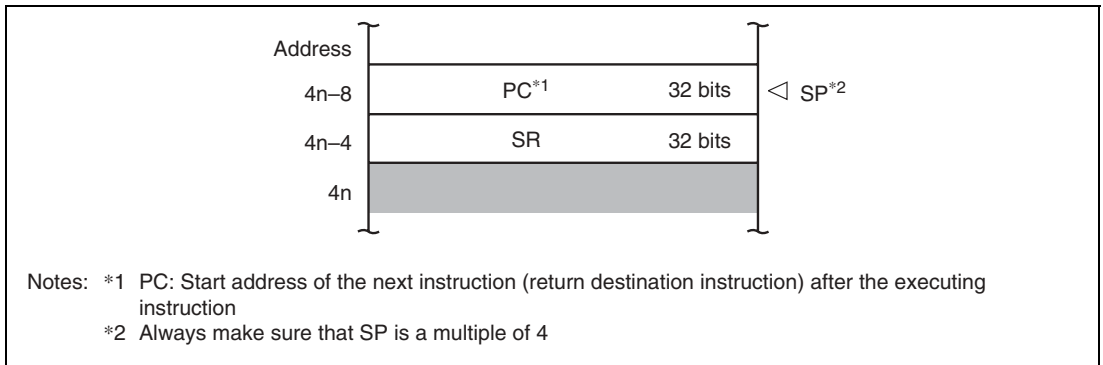 Address
4n–8 PC*1 32 bits ◁ SP*2
4n–4 SR 32 bits
4n
Notes: *1 PC: Start address of the next instruction (return destination instruction) after the executing
instruction
*2 Always make sure that SP is a multiple of 4